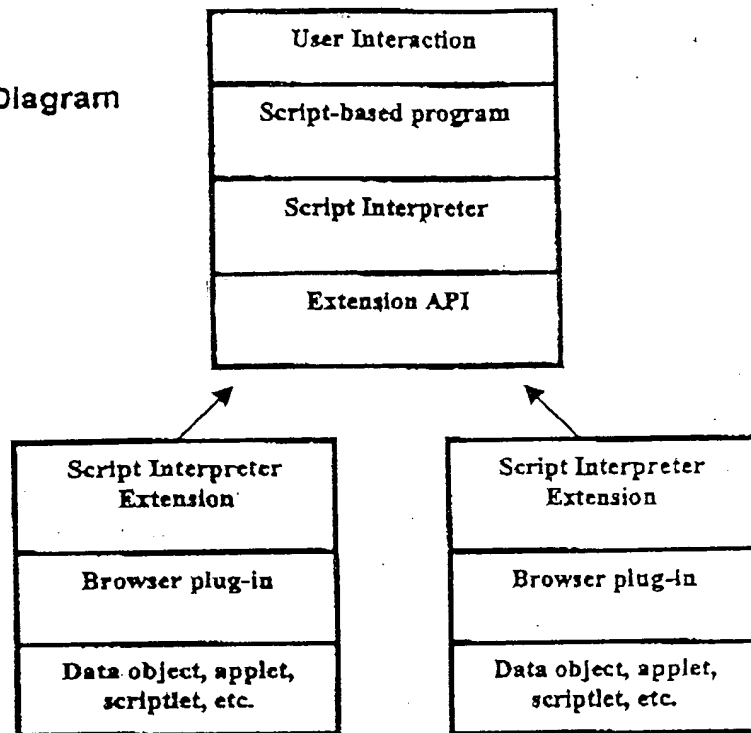 User Interaction
Diagram
Script-based program
Script Interpreter
Extension API
Script Interpreter
Extension
Browser plug-in
Data object, applet,
scriptlet, etc.
Script Interpreter
Extension
Browser plug-in
Data object, applet,
scriptlet, etc.